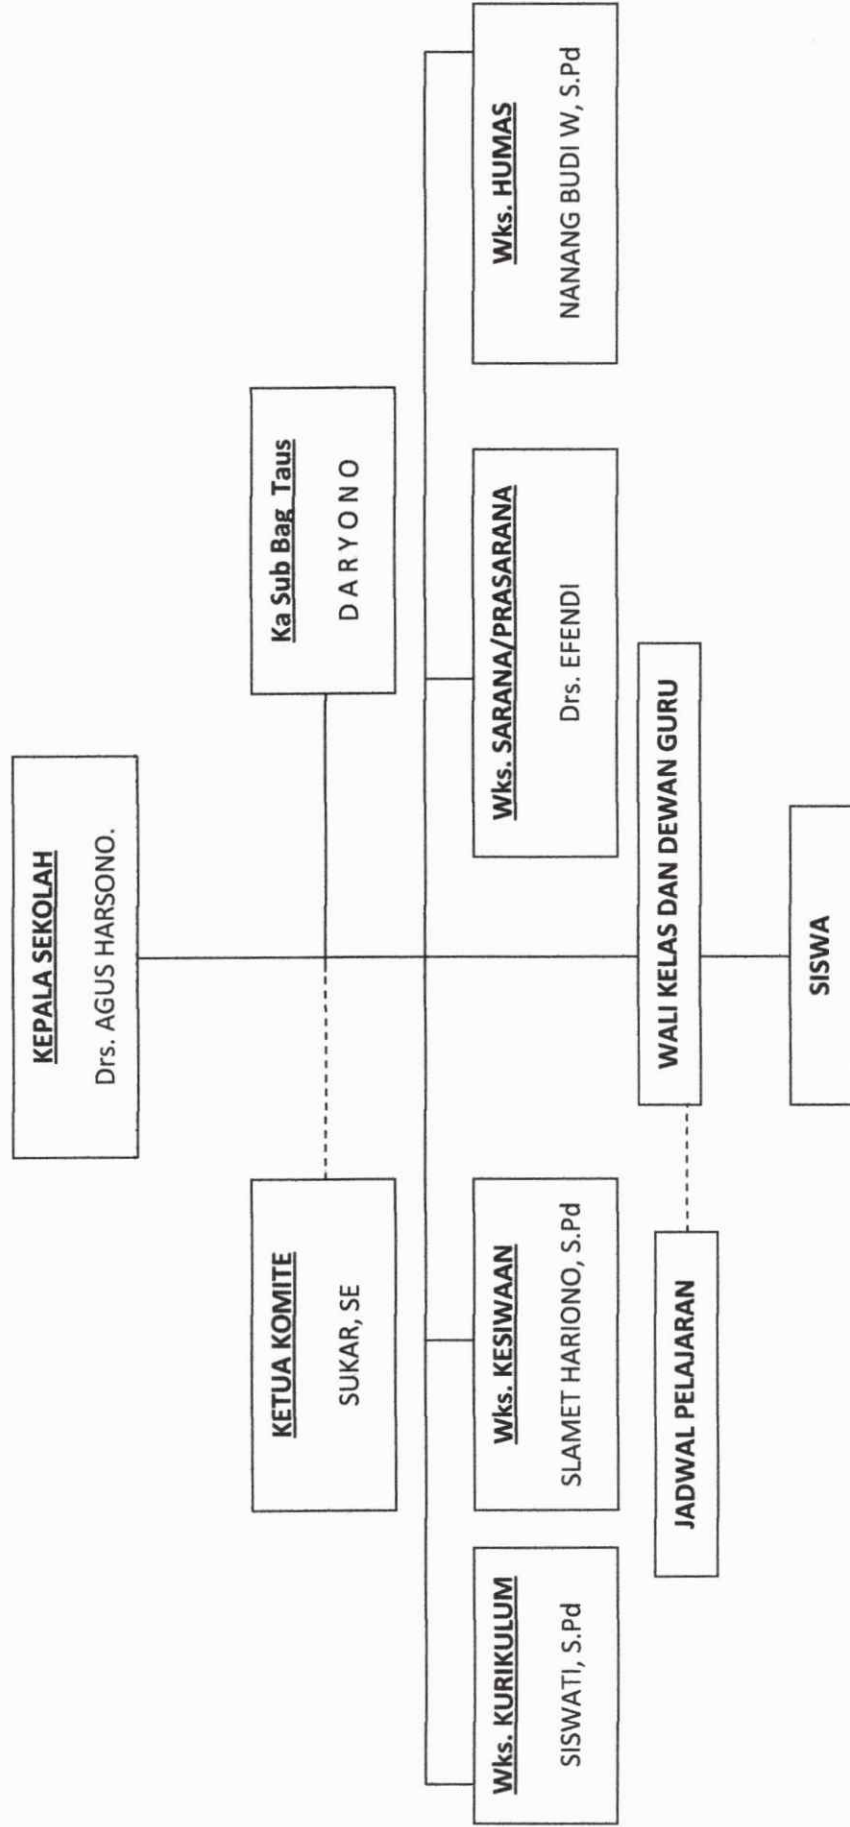 KEPALA SEKOLAH
Drs. AGUS HARSONO.
KETUA KOMITE
SUKAR, SE
Ka Sub Bag  Taus
D A R Y O N O
Wks. KURIKULUM
SISWATI, S.Pd
Wks. KESIWAAN
SLAMET HARIONO, S.Pd
Wks. SARANA/PRASARANA
Drs. EFENDI
Wks. HUMAS
NANANG BUDI W, S.Pd
JADWAL PELAJARAN
WALI KELAS DAN DEWAN GURU
SISWA